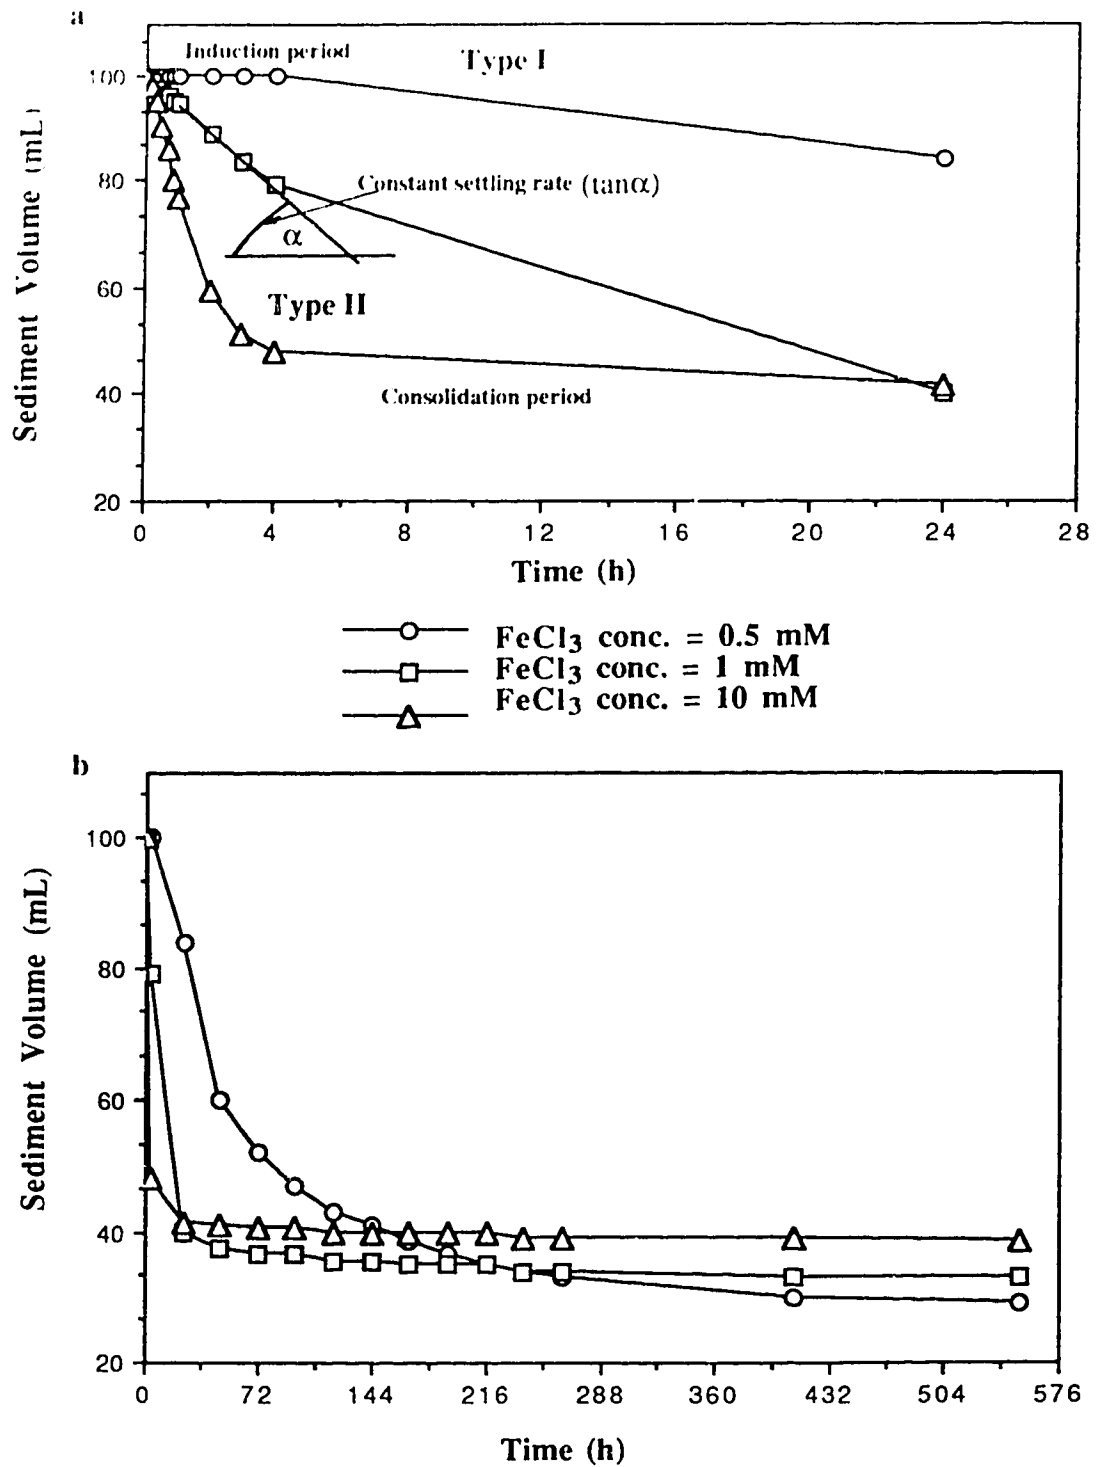 a
Induction period
Type I
100
80
60
40
20
Sediment Volume (mL)
Constant settling rate (tanα)
α
Type II
Consolidation period
0 4 8 12 16 20 24 28
Time (h)
FeCl3 conc. = 0.5 mM
FeCl3 conc. = 1 mM
FeCl3 conc. = 10 mM
b
100
80
60
40
20
Sediment Volume (mL)
0 72 144 216 288 360 432 504 576
Time (h)